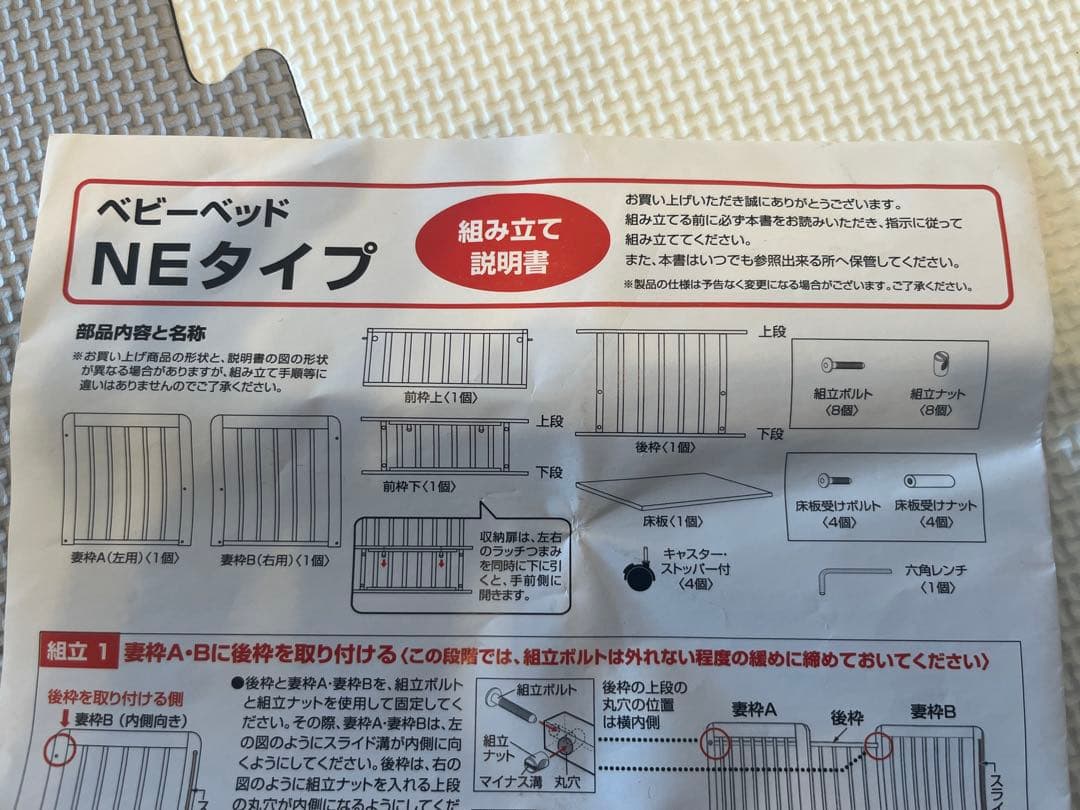 ベビーベッド
NEタイプ
組み立て
説明書
お買い上げいただき誠にありがとうございます。
組み立てる前に必ず本書をお読みいただき、指示に従って
組み立ててください。
また、本書はいつでも参照出来る所へ保管してください。
※製品の仕様は予告なく変更になる場合がございます。ご了承ください。
部品内容と名称
※お買い上げ商品の形状と、説明書の図の形状
が異なる場合がありますが、組み立て手順等に
違いはありませんのでご了承ください。
前枠上〈1個〉
上段
下段
前枠下〈1個〉
上段
下段
後枠〈1個〉
組立ボルト
〈8個〉
組立ナット
〈8個〉
妻枠A(左用)〈1個〉
妻枠B(右用)〈1個〉
収納扉は、左右
のラッチつまみ
を同時に下に引
くと、手前側に
開きます。
床板〈1個〉
床板受けボルト
〈4個〉
床板受けナット
〈4個〉
キャスター・
ストッパー付
〈4個〉
六角レンチ
〈1個〉
組立 1
妻枠A・Bに後枠を取り付ける〈この段階では、組立ボルトは外れない程度の緩めに締めておいてください〉
後枠を取り付ける側
妻枠B(内側向き)
●後枠と妻枠A・妻枠Bを、組立ボルト
と組立ナットを使用して固定してく
ださい。その際、妻枠A・妻枠Bは、左
の図のようにスライド溝が内側に向
くようにしてください。後枠は、右の
図のように組立ナットを入れる上段
の丸穴が内側になるようにしてくだ
組立ボルト
組立
ナット
マイナス溝
丸穴
後枠の上段の
丸穴の位置
は横内側
妻枠A
後枠
妻枠B
ス
スラ